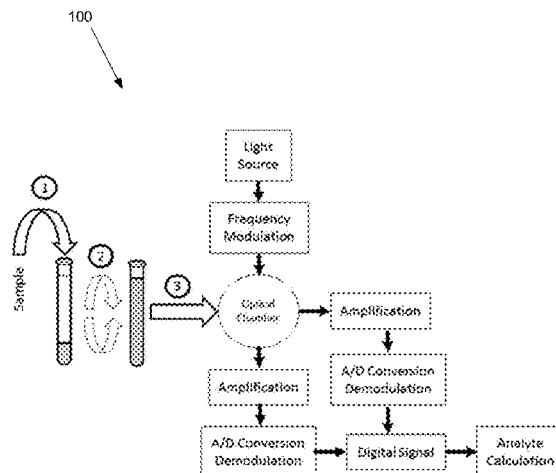 100
Light
Source
Frequency
Modulation
1
2
3
Sample
Optical
Chamber
Amplification
A/D Conversion
Demodulation
Amplification
A/D Conversion
Demodulation
Digital Signal
Analyte
Calculation